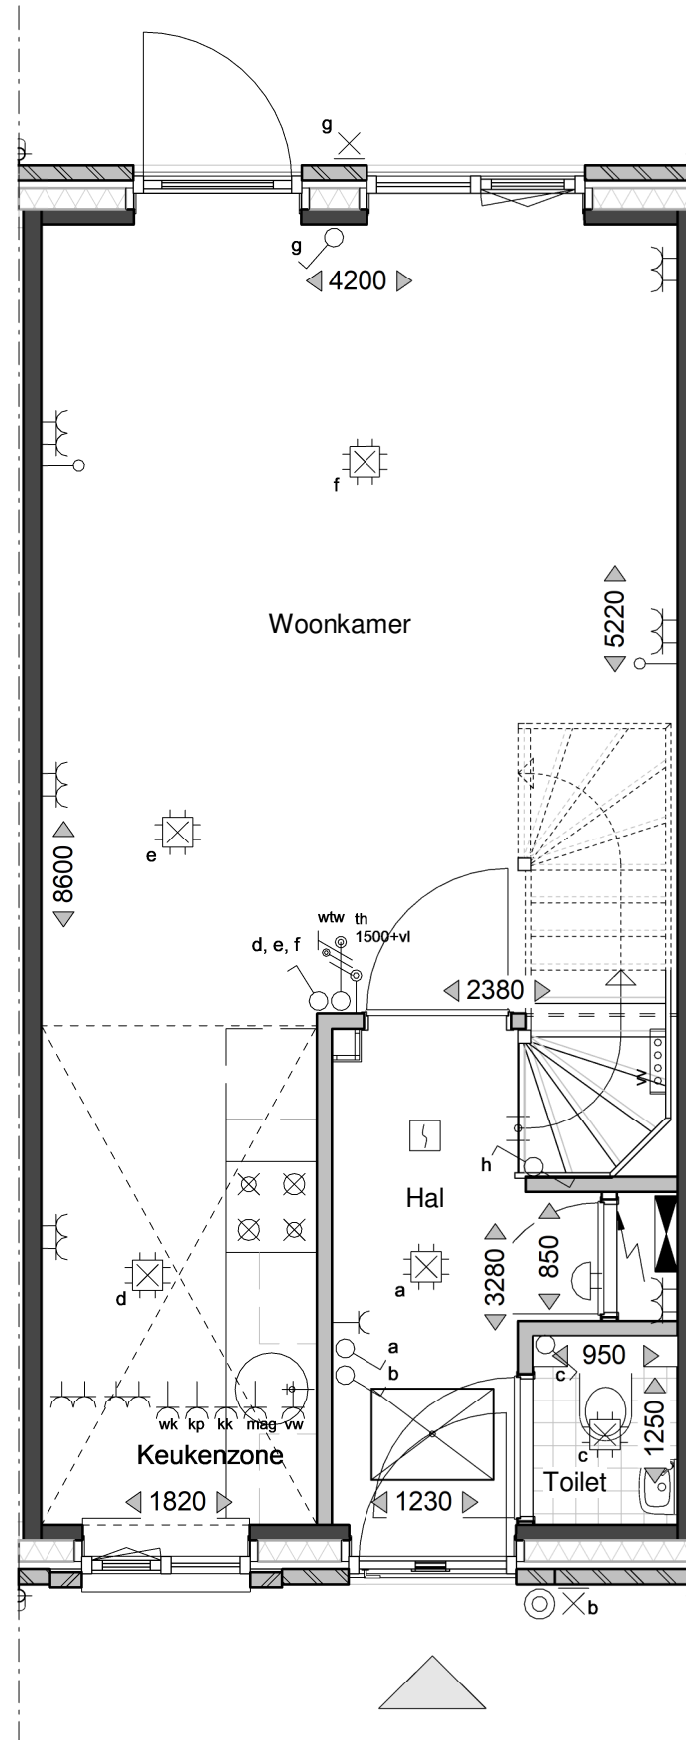 g
g
4200
f
Woonkamer
5220
e
8600
wtw th
d, e, f 1500+vl
2380
W
h
Hal
3280
850
a
d
a
b
950
c
1250
c
wk kp kk mag vw
Keukenzone
Toilet
1820
1230
b